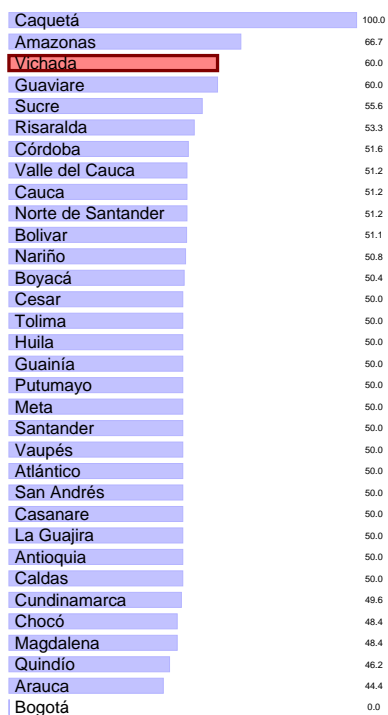 Caquetá 100.0
Amazonas 66.7
Vichada 60.0
Guaviare 60.0
Sucre 55.6
Risaralda 53.3
Córdoba 51.6
Valle del Cauca 51.2
Cauca 51.2
Norte de Santander 51.2
Bolivar 51.1
Nariño 50.8
Boyacá 50.4
Cesar 50.0
Tolima 50.0
Huila 50.0
Guainía 50.0
Putumayo 50.0
Meta 50.0
Santander 50.0
Vaupés 50.0
Atlántico 50.0
San Andrés 50.0
Casanare 50.0
La Guajira 50.0
Antioquia 50.0
Caldas 50.0
Cundinamarca 49.6
Chocó 48.4
Magdalena 48.4
Quindío 46.2
Arauca 44.4
Bogotá 0.0